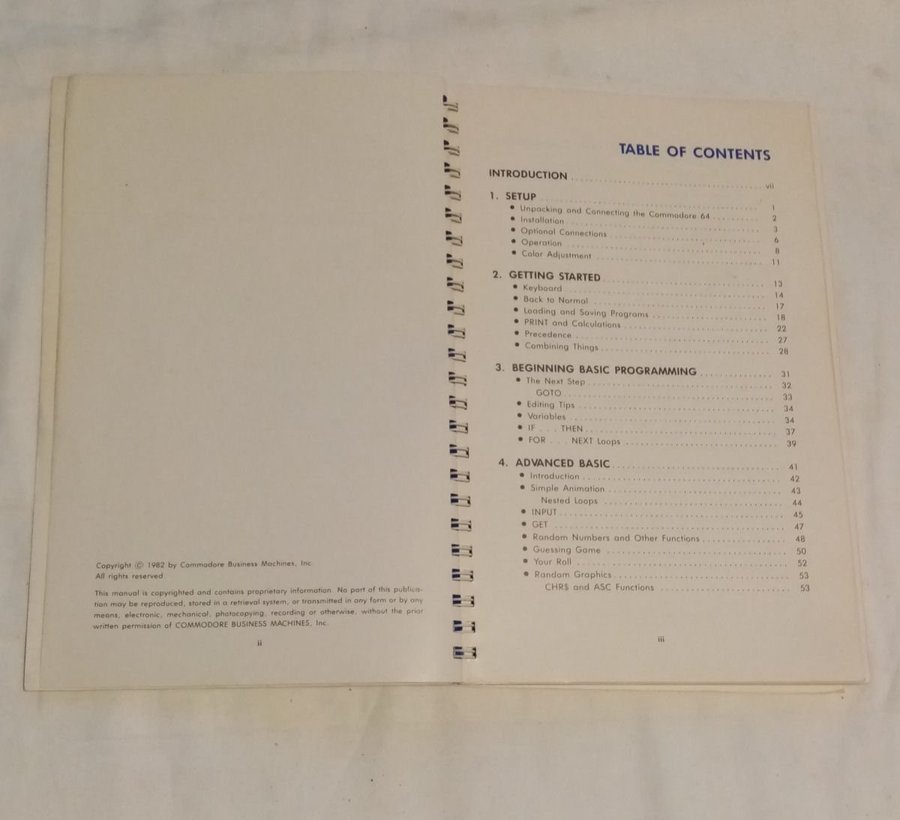 Copyright © 1982 by Commodore Business Machines, Inc.
All rights reserved.
This manual is copyrighted and contains proprietary information. No part of this publica-
tion may be reproduced, stored in a retrieval system, or transmitted in any form or by any
means, electronic, mechanical, photocopying, recording or otherwise, without the prior
written permission of COMMODORE BUSINESS MACHINES, Inc.
ii
TABLE OF CONTENTS
INTRODUCTION ... vii
1. SETUP ... 1
• Unpacking and Connecting the Commodore 64 ... 2
• Installation ... 3
• Optional Connections ... 6
• Operation ... 8
• Color Adjustment ... 11
2. GETTING STARTED ... 13
• Keyboard ... 14
• Back to Normal ... 17
• Loading and Saving Programs ... 18
• PRINT and Calculations ... 22
• Precedence ... 27
• Combining Things ... 28
3. BEGINNING BASIC PROGRAMMING ... 31
• The Next Step ... 32
GOTO ... 33
• Editing Tips ... 34
• Variables ... 34
• IF . . . THEN ... 37
• FOR . . . NEXT Loops ... 39
4. ADVANCED BASIC ... 41
• Introduction ... 42
• Simple Animation ... 43
Nested Loops ... 44
• INPUT ... 45
• GET ... 47
• Random Numbers and Other Functions ... 48
• Guessing Game ... 50
• Your Roll ... 52
• Random Graphics ... 53
CHR$ and ASC Functions ... 53
iii